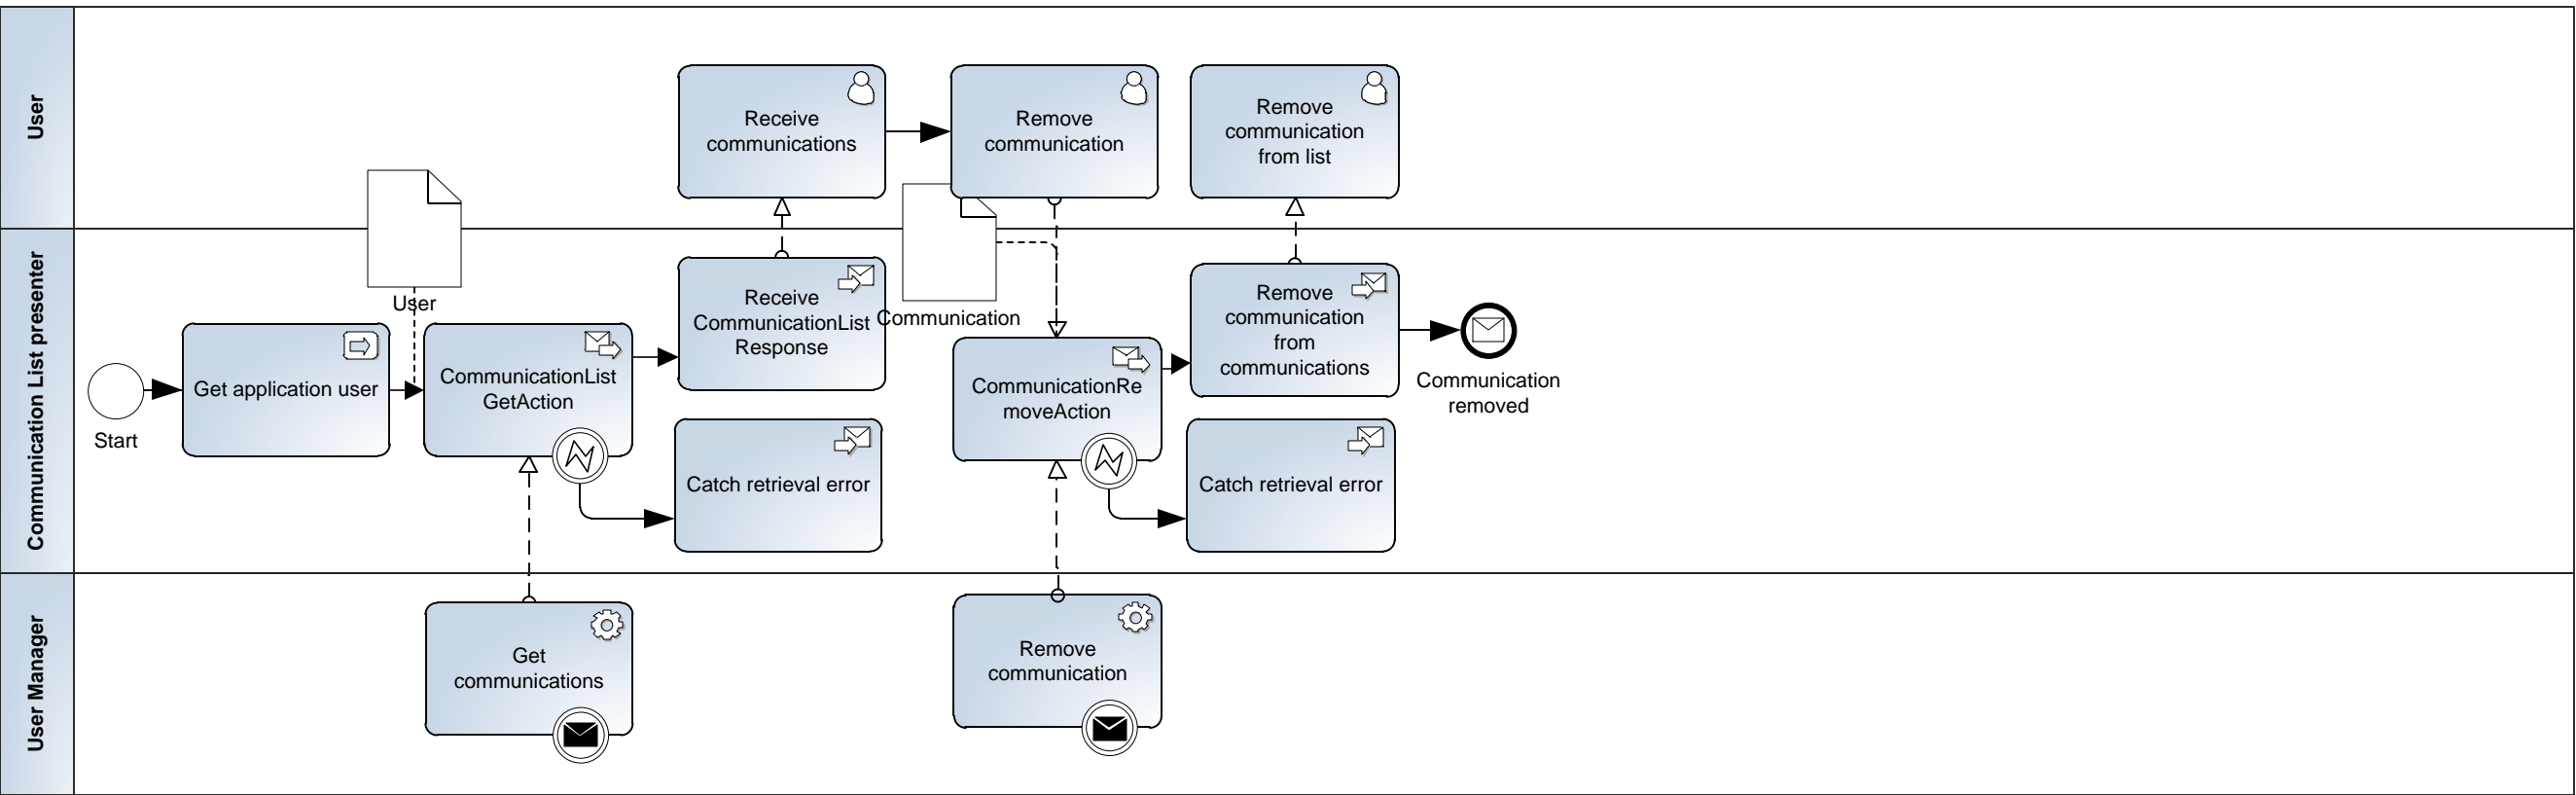 User
Receive
communications
Remove
communication
Remove
communication
from list
Communication List presenter
User
Communication
Start
Get application user
CommunicationList
GetAction
Receive
CommunicationList
Response
CommunicationRe
moveAction
Remove
communication
from
communications
Communication
removed
Catch retrieval error
Catch retrieval error
User Manager
Get
communications
Remove
communication